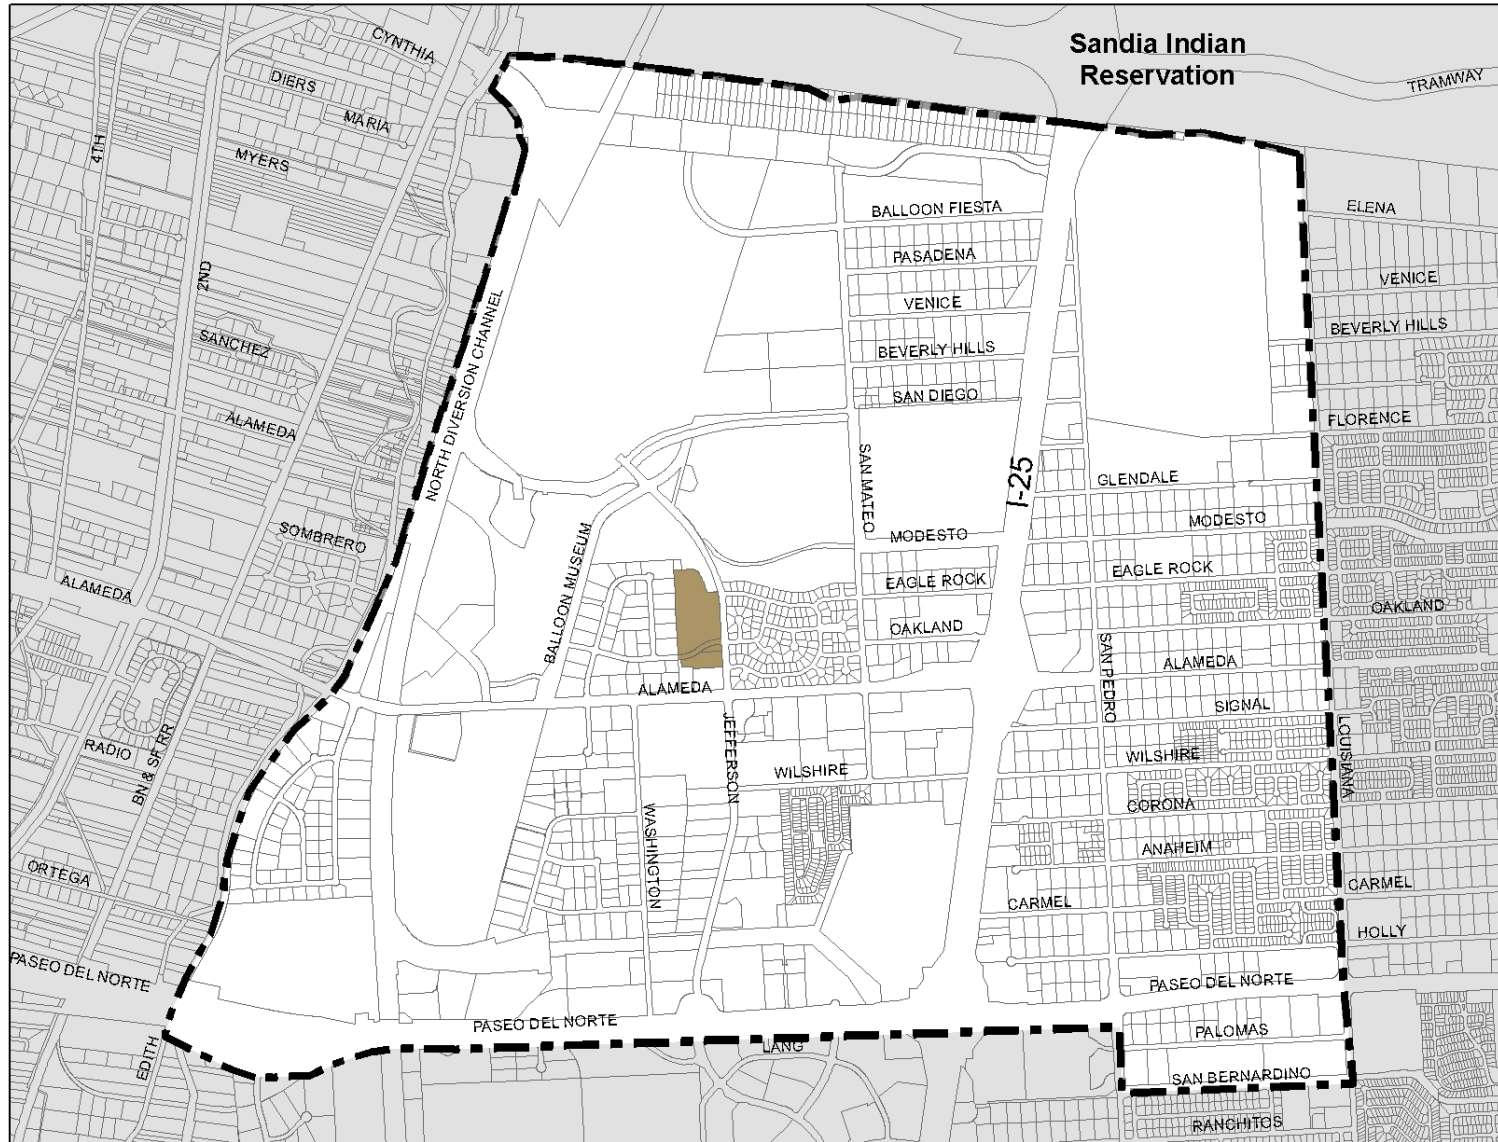 CYNTHIA
Sandia Indian
Reservation
TRAMWAY
DIERS
MARIA
4TH
MYERS
ELENA
BALLOON FIESTA
PASADENA
2ND
VENICE
VENICE
BEVERLY HILLS
SANCHEZ
BEVERLY HILLS
SAN DIEGO
NORTH DIVERSION CHANNEL
ALAMEDA
FLORENCE
SAN MATEO
I-25
GLENDALE
MODESTO
SOMBRERO
MODESTO
BALLOON MUSEUM
EAGLE ROCK
EAGLE ROCK
ALAMEDA
OAKLAND
OAKLAND
SAN PEDRO
ALAMEDA
ALAMEDA
SIGNAL
JEFFERSON
LOUISIANA
RADIO
BN & SF RR
WILSHIRE
WILSHIRE
CORONA
WASHINGTON
ANAHEIM
ORTEGA
CARMEL
CARMEL
HOLLY
PASEO DEL NORTE
PASEO DEL NORTE
PASEO DEL NORTE
PALOMAS
EDITH
LANG
SAN BERNARDINO
RANCHITOS